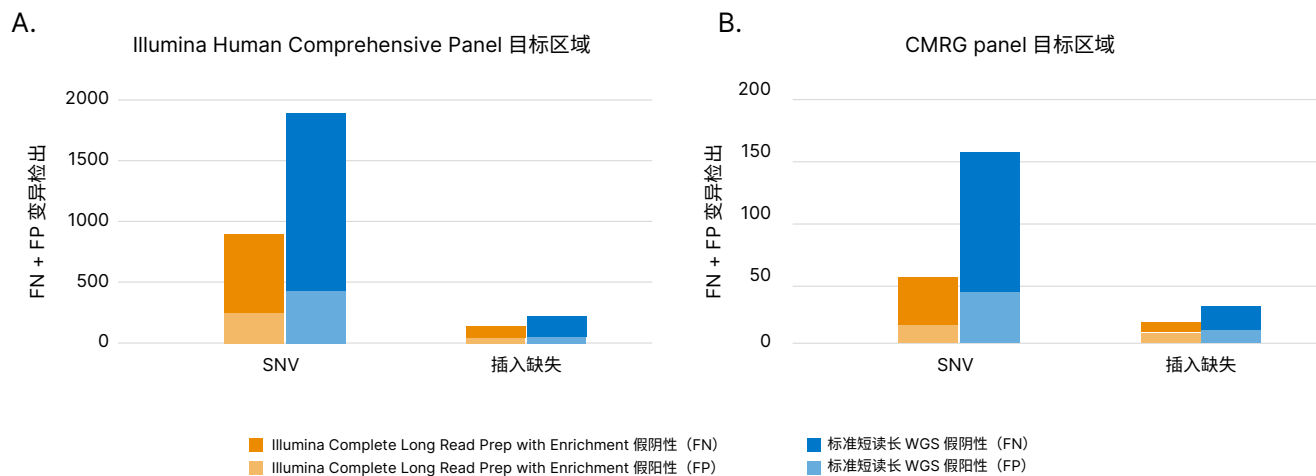 A.
Illumina Human Comprehensive Panel 目标区域
FN + FP 变异检出
2000
1500
1000
500
0
SNV
插入缺失
B.
CMRG panel 目标区域
FN + FP 变异检出
200
150
100
50
0
SNV
插入缺失
Illumina Complete Long Read Prep with Enrichment 假阴性（FN）
Illumina Complete Long Read Prep with Enrichment 假阳性（FP）
标准短读长 WGS 假阴性（FN）
标准短读长 WGS 假阳性（FP）